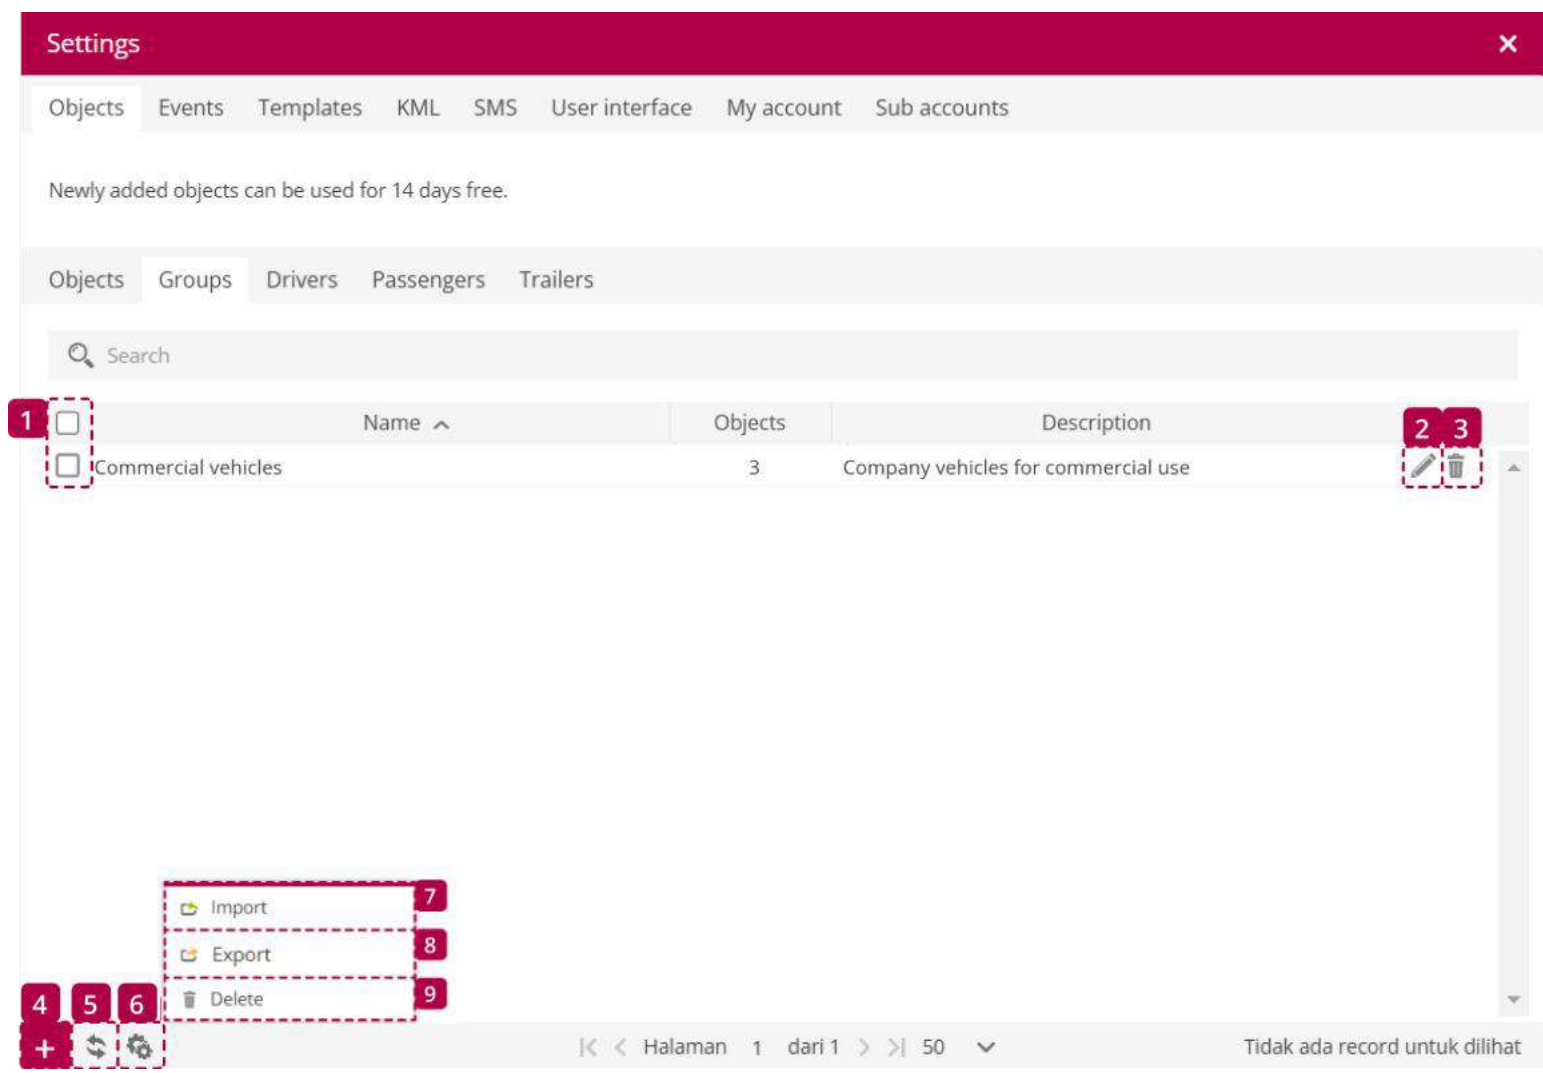 Settings
Objects Events Templates KML SMS User interface My account Sub accounts
Newly added objects can be used for 14 days free.
Objects Groups Drivers Passengers Trailers
Search
1 Name Objects Description 2 3
Commercial vehicles 3 Company vehicles for commercial use
Import 7
Export 8
Delete 9
4 5 6
Halaman 1 dari 1 50 Tidak ada record untuk dilihat